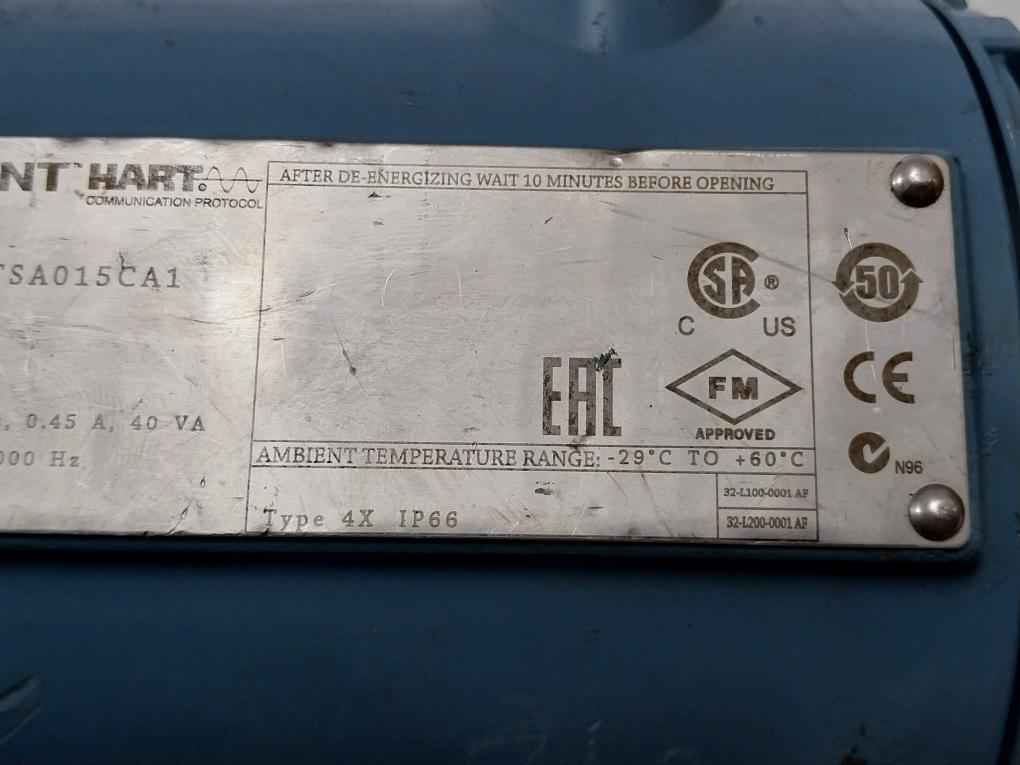 NT HART
COMMUNICATION PROTOCOL
TSA015CA1
0.45 A, 40 VA
000 Hz
AFTER DE-ENERGIZING WAIT 10 MINUTES BEFORE OPENING
SA ®
C US
50
EAC
FM
APPROVED
CE
N96
AMBIENT TEMPERATURE RANGE: -29°C TO +60°C
Type 4X IP66
32-L100-0001 AF
32-L200-0001 AF